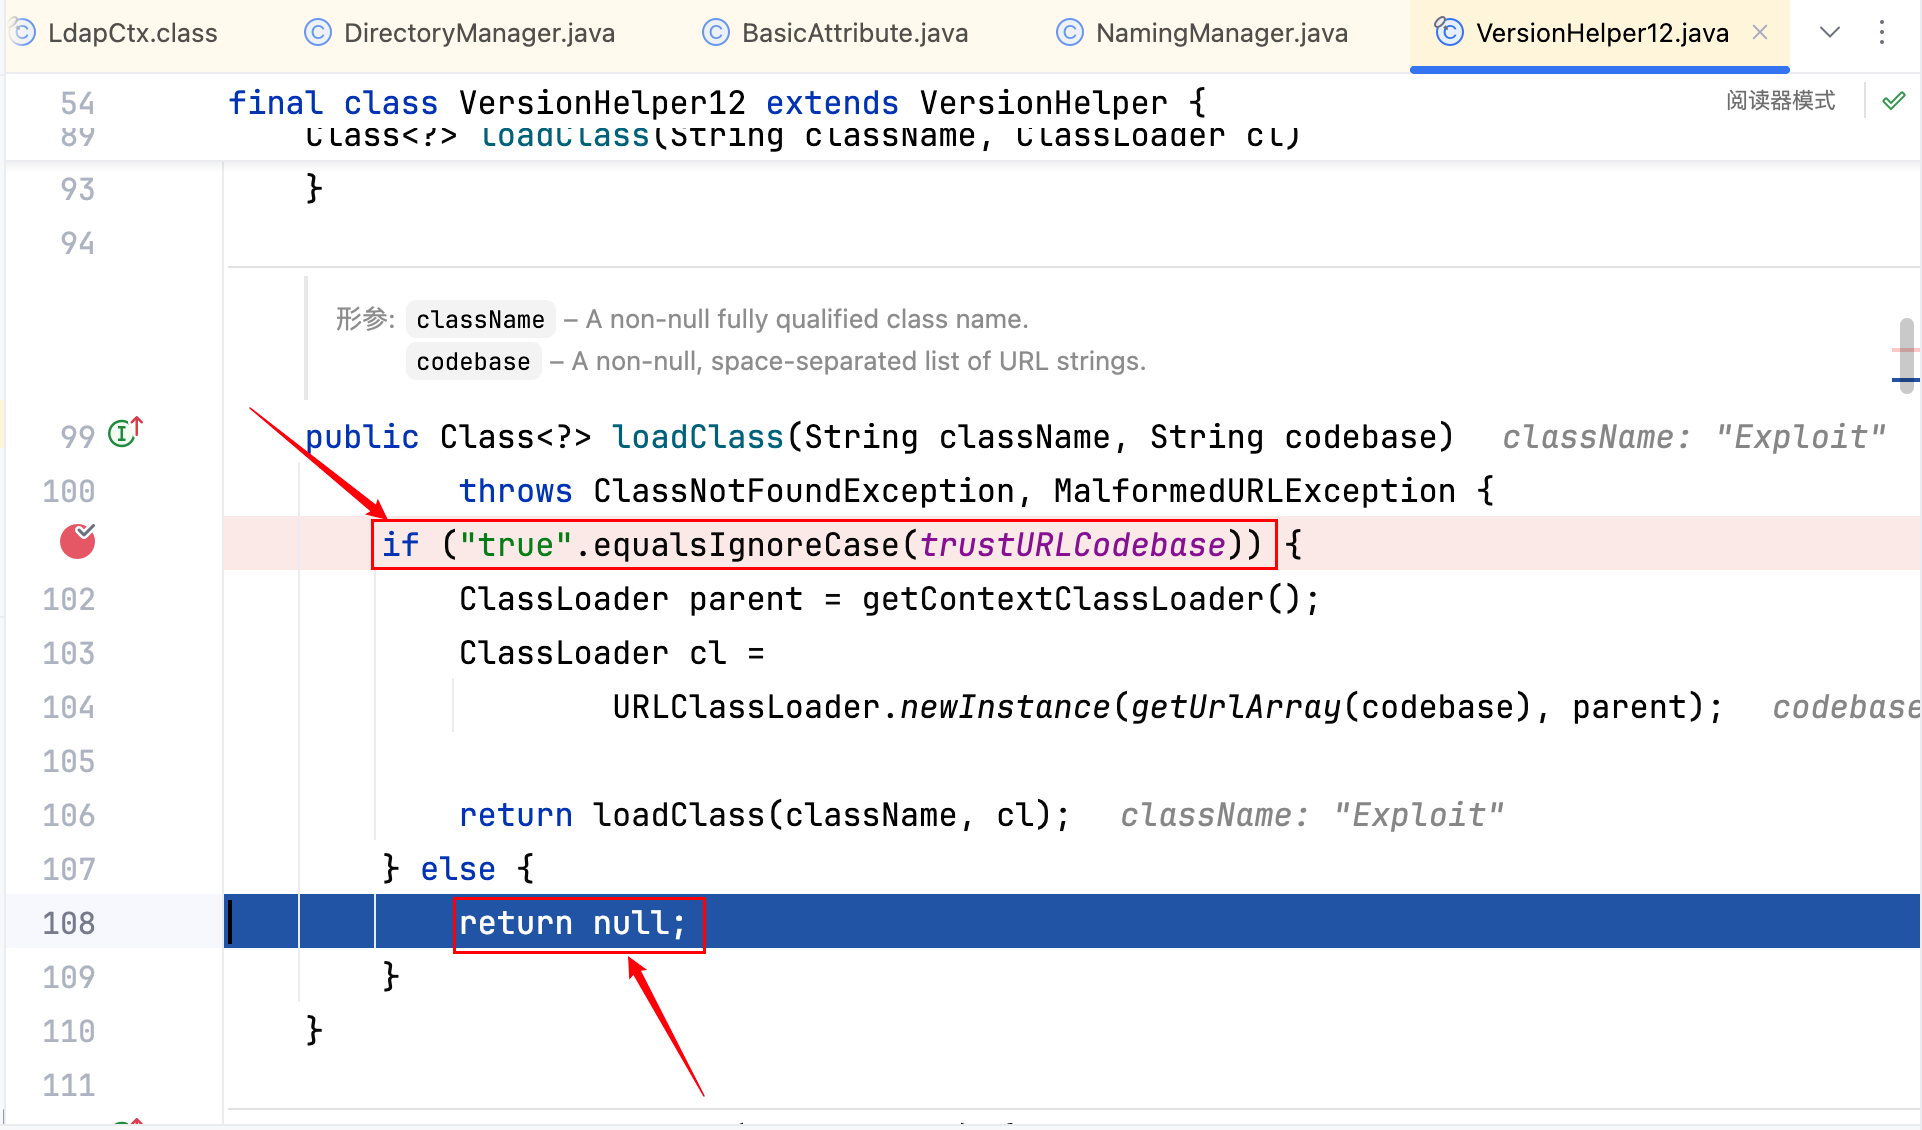 LdapCtx.class DirectoryManager.java BasicAttribute.java NamingManager.java VersionHelper12.java
54 final class VersionHelper12 extends VersionHelper { 阅读器模式
89 Class<?> loadClass(String className, ClassLoader cl)
93 }
94
形参: className – A non-null fully qualified class name.
codebase – A non-null, space-separated list of URL strings.
99 public Class<?> loadClass(String className, String codebase) className: "Exploit"
100 throws ClassNotFoundException, MalformedURLException {
if ("true".equalsIgnoreCase(trustURLCodebase)) {
102 ClassLoader parent = getContextClassLoader();
103 ClassLoader cl =
104 URLClassLoader.newInstance(getUrlArray(codebase), parent); codebase
105
106 return loadClass(className, cl); className: "Exploit"
107 } else {
108 return null;
109 }
110 }
111